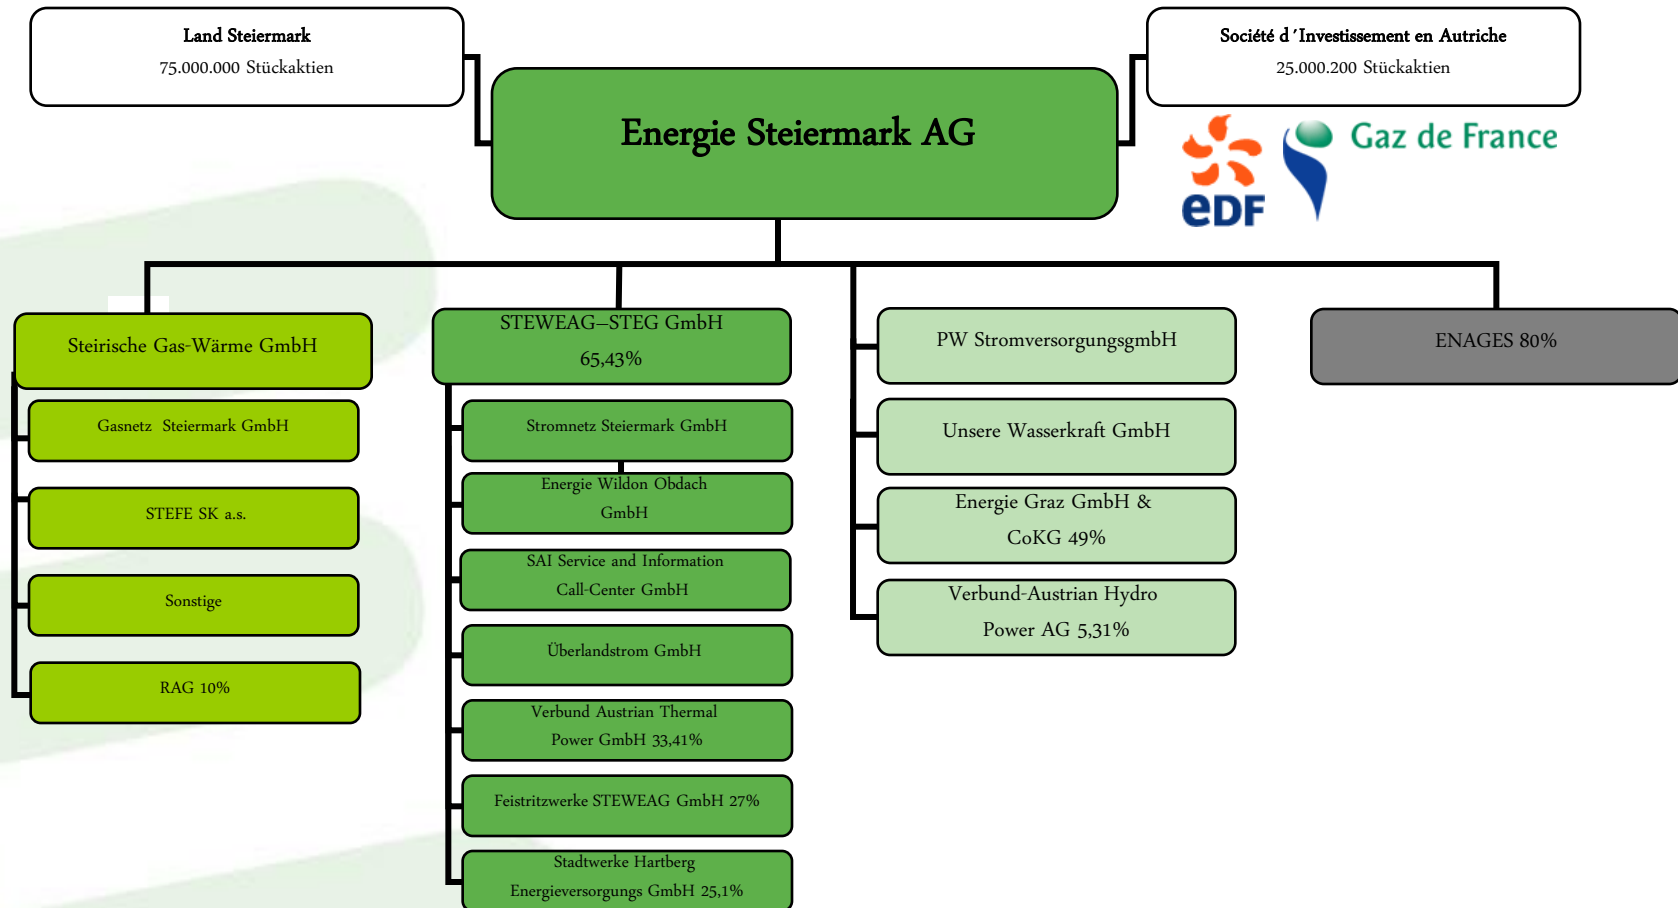 Land Steiermark
75.000.000 Stückaktien
Société d´Investissement en Autriche
25.000.200 Stückaktien
Energie Steiermark AG
eDF
Gaz de France
Steirische Gas-Wärme GmbH
Gasnetz Steiermark GmbH
STEFE SK a.s.
Sonstige
RAG 10%
STEWEAG–STEG GmbH
65,43%
Stromnetz Steiermark GmbH
Energie Wildon Obdach
GmbH
SAI Service and Information
Call-Center GmbH
Überlandstrom GmbH
Verbund Austrian Thermal
Power GmbH 33,41%
Feistritzwerke STEWEAG GmbH 27%
Stadtwerke Hartberg
Energieversorgungs GmbH 25,1%
PW StromversorgungsgmbH
Unsere Wasserkraft GmbH
Energie Graz GmbH &
CoKG 49%
Verbund-Austrian Hydro
Power AG 5,31%
ENAGES 80%